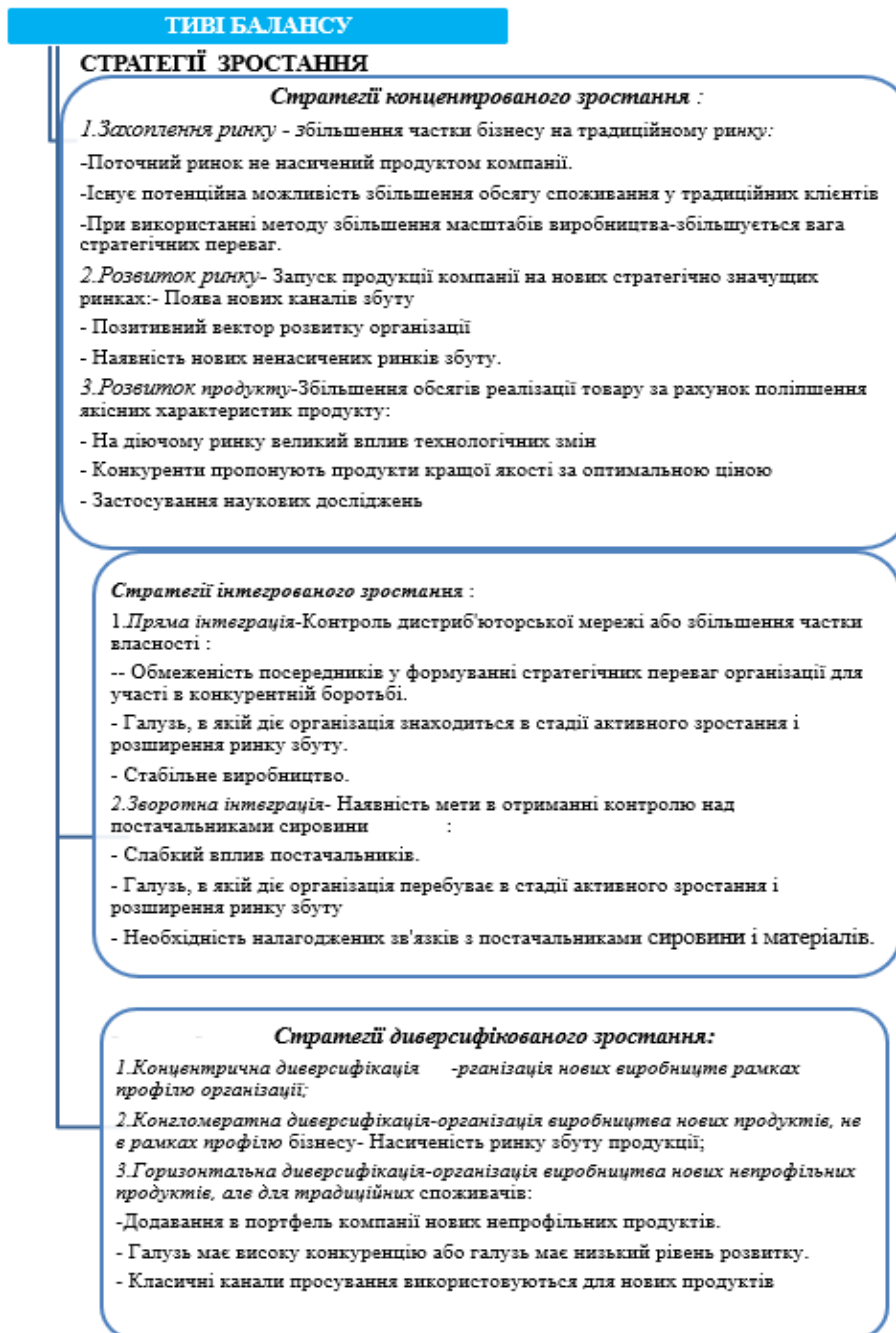 ТИВІ БАЛАНСУ
СТРАТЕГІЇ ЗРОСТАННЯ
Стратегії концентрованого зростання :
1.Захоплення ринку - збільшення частки бізнесу на традиційному ринку:
-Поточний ринок не насичений продуктом компанії.
-Існує потенційна можливість збільшення обсягу споживання у традиційних клієнтів
-При використанні методу збільшення масштабів виробництва-збільшується вага
стратегічних переваг.
2.Розвиток ринку- Запуск продукції компанії на нових стратегічно значущих
ринках:- Поява нових каналів збуту
- Позитивний вектор розвитку організації
- Наявність нових ненасичених ринків збуту.
3.Розвиток продукту-Збільшення обсягів реалізації товару за рахунок поліпшення
якісних характеристик продукту:
- На діючому ринку великий вплив технологічних змін
- Конкуренти пропонують продукти кращої якості за оптимальною ціною
- Застосування наукових досліджень
Стратегії інтегрованого зростання :
1.Пряма інтеграція-Контроль дистриб'юторської мережі або збільшення частки
власності :
-- Обмеженість посередників у формуванні стратегічних переваг організації для
участі в конкурентній боротьбі.
- Галузь, в якій діє організація знаходиться в стадії активного зростання і
розширення ринку збуту.
- Стабільне виробництво.
2.Зворотна інтеграція- Наявність мети в отриманні контролю над
постачальниками сировини :
- Слабкий вплив постачальників.
- Галузь, в якій діє організація перебуває в стадії активного зростання і
розширення ринку збуту
- Необхідність налагоджених зв'язків з постачальниками сировини і матеріалів.
Стратегії диверсифікованого зростання:
1.Концентрична диверсифікація -рганізація нових виробництв рамках
профілю організації;
2.Конгломератна диверсифікація-організація виробництва нових продуктів, не
в рамках профілю бізнесу- Насиченість ринку збуту продукції;
3.Горизонтальна диверсифікація-організація виробництва нових непрофільних
продуктів, але для традиційних споживачів:
-Додавання в портфель компанії нових непрофільних продуктів.
- Галузь має високу конкуренцію або галузь має низький рівень розвитку.
- Класичні канали просування використовуються для нових продуктів